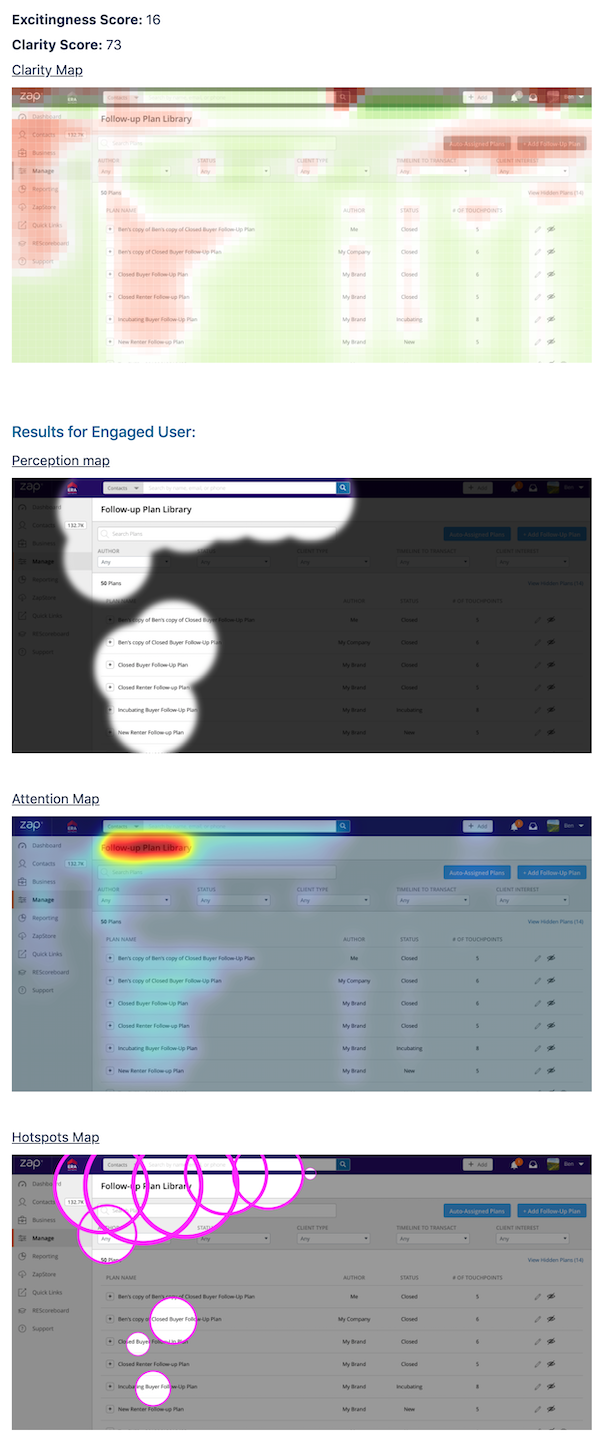 Excitingness Score: 16
Clarity Score: 73
Clarity Map
zap ERA Contacts + Add Ben
Dashboard Follow-up Plan Library
Contacts 132.7K Search Plans Auto-Assigned Plans + Add Follow-Up Plan
Business AUTHOR STATUS CLIENT TYPE TIMELINE TO TRANSACT CLIENT INTEREST
Manage Any Any Any Any Any
Reporting 50 Plans View Hidden Plans (14)
ZapStore PLAN NAME AUTHOR STATUS # OF TOUCHPOINTS
Quick Links Ben's copy of Ben's copy of Closed Buyer Follow-Up Plan Me Closed 5
REScoreboard Ben's copy of Closed Buyer Follow-Up Plan My Company Closed 6
Support Closed Buyer Follow-Up Plan My Brand Closed 6
Closed Renter Follow-up Plan My Brand Closed 5
Incubating Buyer Follow-Up Plan My Brand Incubating 8
New Renter Follow-Up Plan My Brand New 5
Results for Engaged User:
Perception map
zap ERA Contacts Search by name, email, or phone + Add Ben
Dashboard Follow-up Plan Library
Contacts 132.7K Search Plans Auto-Assigned Plans + Add Follow-Up Plan
Business AUTHOR STATUS CLIENT TYPE TIMELINE TO TRANSACT CLIENT INTEREST
Manage Any Any Any Any Any
Reporting 50 Plans View Hidden Plans (14)
ZapStore PLAN NAME AUTHOR STATUS # OF TOUCHPOINTS
Quick Links Ben's copy of Ben's copy of Closed Buyer Follow-Up Plan Me Closed 5
REScoreboard Ben's copy of Closed Buyer Follow-Up Plan My Company Closed 6
Support Closed Buyer Follow-Up Plan My Brand Closed 6
Closed Renter Follow-up Plan My Brand Closed 5
Incubating Buyer Follow-Up Plan My Brand Incubating 8
New Renter Follow-Up Plan My Brand New 5
Attention Map
zap ERA Contacts + Add Ben
Dashboard Follow-up Plan Library
Contacts 132.7K Search Plans Auto-Assigned Plans + Add Follow-Up Plan
Business AUTHOR STATUS CLIENT TYPE TIMELINE TO TRANSACT CLIENT INTEREST
Manage Any Any Any Any Any
Reporting 50 Plans View Hidden Plans (14)
ZapStore PLAN NAME AUTHOR STATUS # OF TOUCHPOINTS
Quick Links Ben's copy of Ben's copy of Closed Buyer Follow-Up Plan Me Closed 5
REScoreboard Ben's copy of Closed Buyer Follow-Up Plan My Company Closed 6
Support Closed Buyer Follow-Up Plan My Brand Closed 6
Closed Renter Follow-up Plan My Brand Closed 5
Incubating Buyer Follow-Up Plan My Brand Incubating 8
New Renter Follow-Up Plan My Brand New 5
Hotspots Map
zap ERA Contacts + Add Ben
Dashboard Follow-up Plan Library
Contacts 132.7K Auto-Assigned Plans + Add Follow-Up Plan
Business AUTHOR STATUS CLIENT TYPE TIMELINE TO TRANSACT CLIENT INTEREST
Manage Any Any Any Any Any
Reporting 50 Plans View Hidden Plans (14)
ZapStore PLAN NAME AUTHOR STATUS # OF TOUCHPOINTS
Quick Links Ben's copy of Ben's copy of Closed Buyer Follow-Up Plan Me Closed 5
REScoreboard Ben's copy of Closed Buyer Follow-Up Plan My Company Closed 6
Support Closed Buyer Follow-Up Plan My Brand Closed 6
Closed Renter Follow-up Plan My Brand Closed 5
Incubating Buyer Follow-Up Plan My Brand Incubating 8
New Renter Follow-Up Plan My Brand New 5